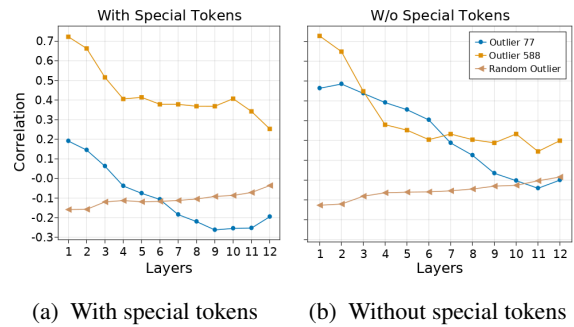 With Special Tokens
W/o Special Tokens
Correlation
0.7
0.6
0.5
0.4
0.3
0.2
0.1
-0.0
-0.1
-0.2
-0.3
1 2 3 4 5 6 7 8 9 10 11 12
Layers
Outlier 77
Outlier 588
Random Outlier
1 2 3 4 5 6 7 8 9 10 11 12
Layers
(a) With special tokens
(b) Without special tokens